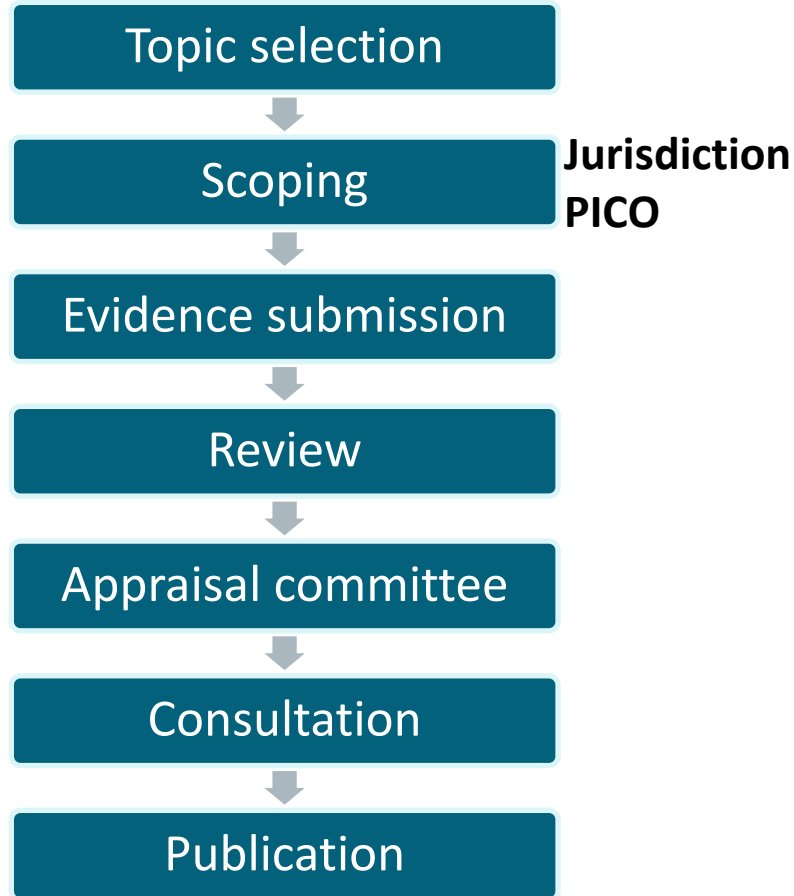 Topic selection
Scoping
Jurisdiction
PICO
Evidence submission
Review
Appraisal committee
Consultation
Publication